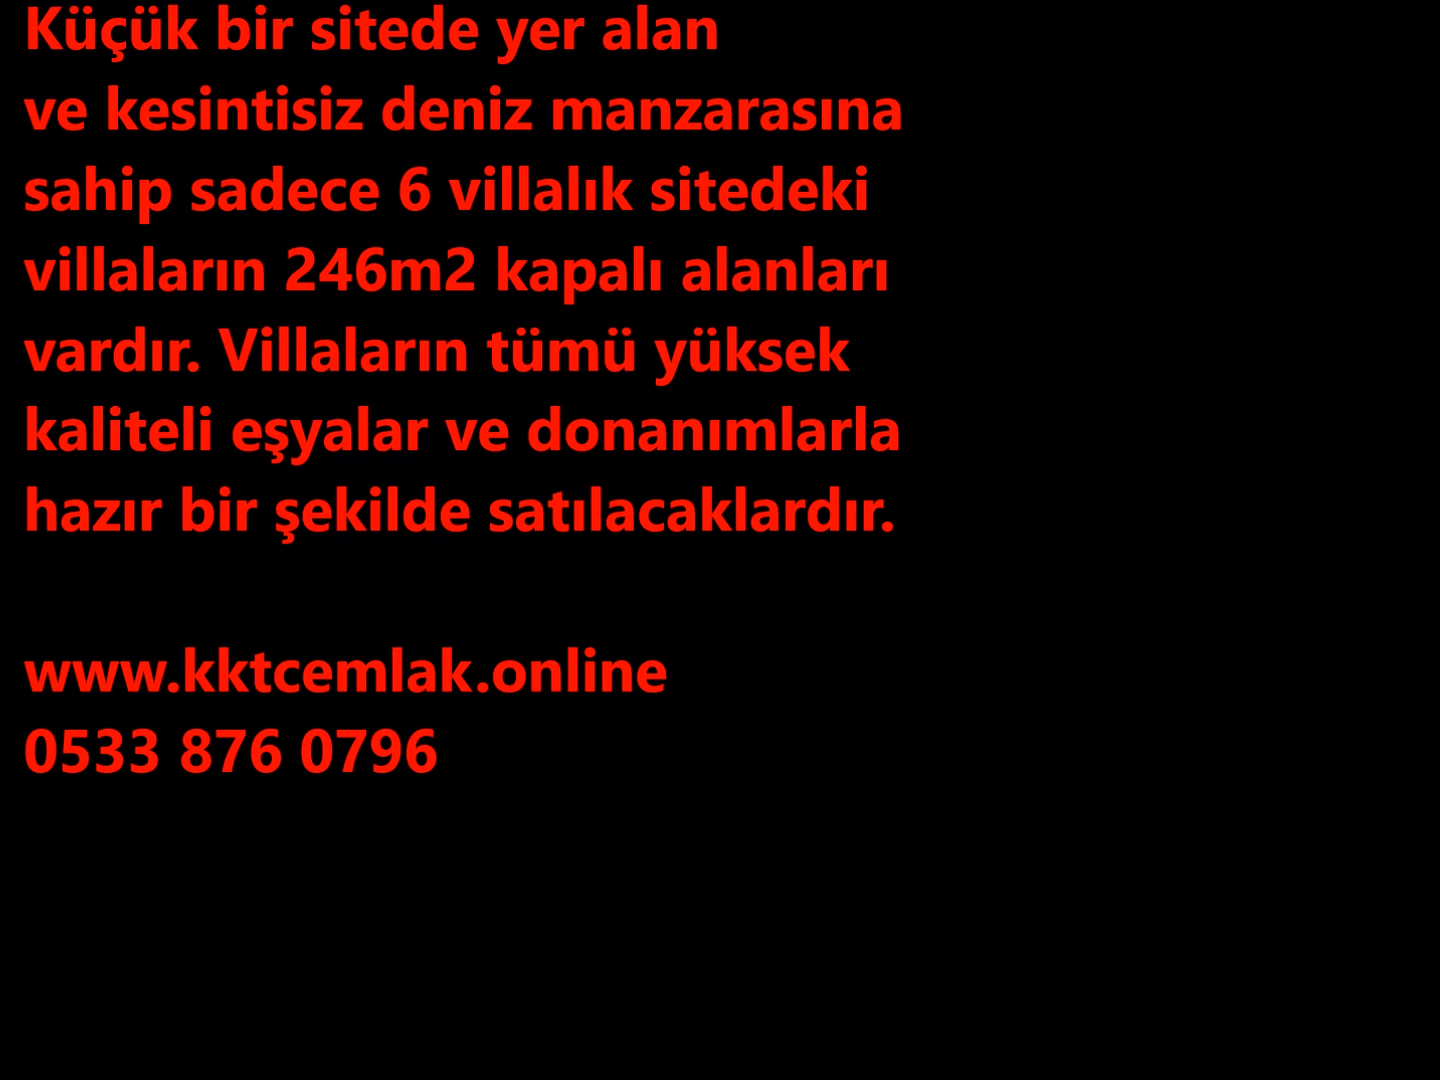 Küçük bir sitede yer alan
ve kesintisiz deniz manzarasına
sahip sadece 6 villalık sitedeki
villaların 246m2 kapalı alanları
vardır. Villaların tümü yüksek
kaliteli eşyalar ve donanımlarla
hazır bir şekilde satılacaklardır.
www.kktcemlak.online
0533 876 0796